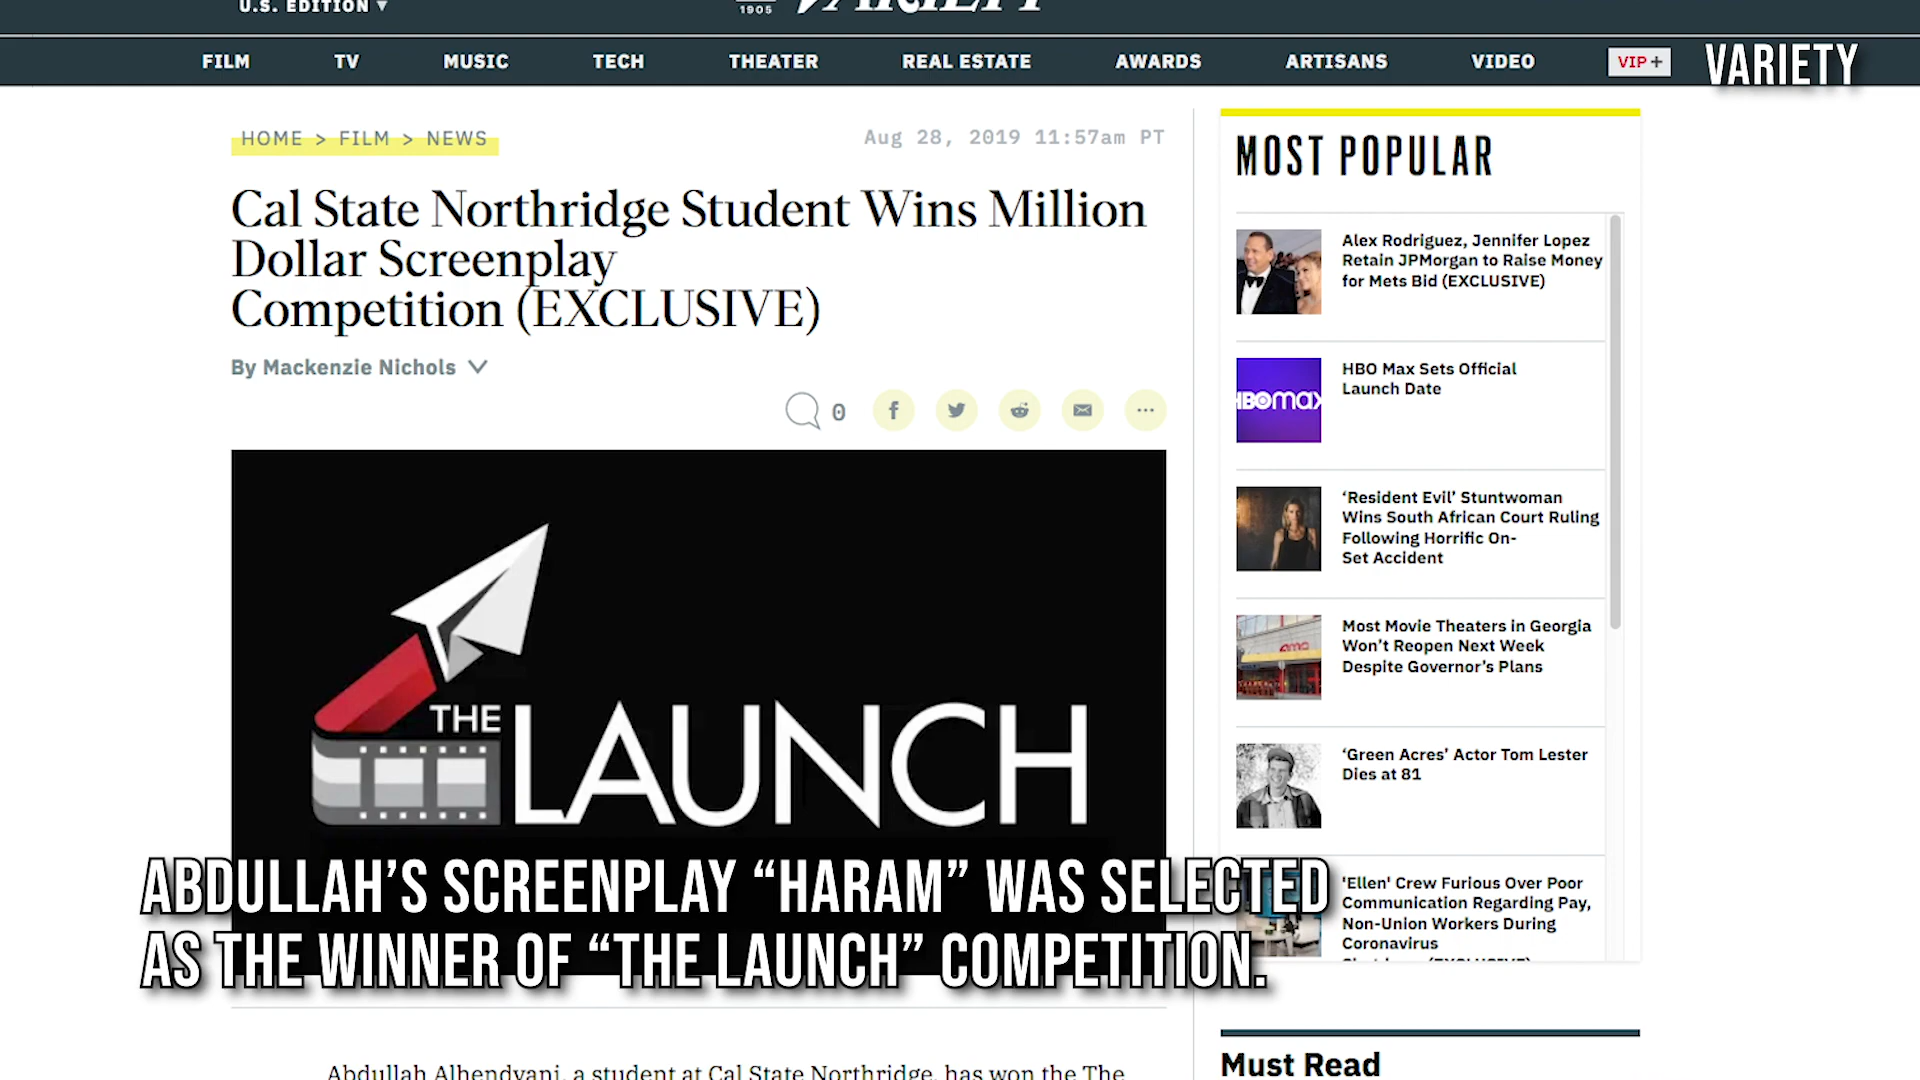 U.S. EDITION
1905
VARIETY
FILM TV MUSIC TECH THEATER REAL ESTATE AWARDS ARTISANS VIDEO VIP+
VARIETY
HOME > FILM > NEWS
Aug 28, 2019 11:57am PT
Cal State Northridge Student Wins Million
Dollar Screenplay
Competition (EXCLUSIVE)
By Mackenzie Nichols
0
THE LAUNCH
ABDULLAH’S SCREENPLAY “HARAM” WAS SELECTED
AS THE WINNER OF “THE LAUNCH” COMPETITION.
Abdullah Alhendyani, a student at Cal State Northridge, has won the The
MOST POPULAR
Alex Rodriguez, Jennifer Lopez
Retain JPMorgan to Raise Money
for Mets Bid (EXCLUSIVE)
HBOmax
HBO Max Sets Official
Launch Date
‘Resident Evil’ Stuntwoman
Wins South African Court Ruling
Following Horrific On-
Set Accident
amc
Most Movie Theaters in Georgia
Won’t Reopen Next Week
Despite Governor’s Plans
‘Green Acres’ Actor Tom Lester
Dies at 81
'Ellen' Crew Furious Over Poor
Communication Regarding Pay,
Non-Union Workers During
Coronavirus
Must Read